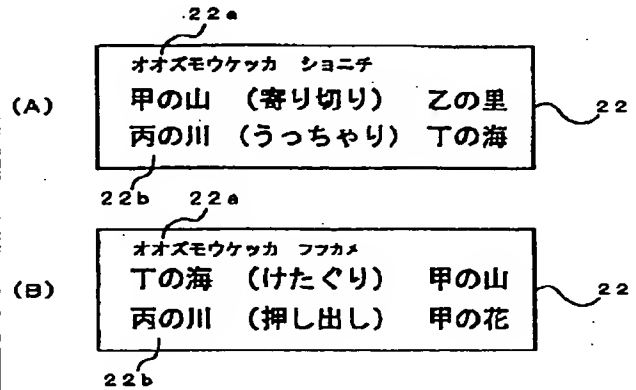 22a
オオズモウケッカ ショニチ
(A) 甲の山 (寄り切り) 乙の里 22
丙の川 (うっちゃり) 丁の海
22b
22a
オオズモウケッカ フツカメ
(B) 丁の海 (けたぐり) 甲の山 22
丙の川 (押し出し) 甲の花
22b